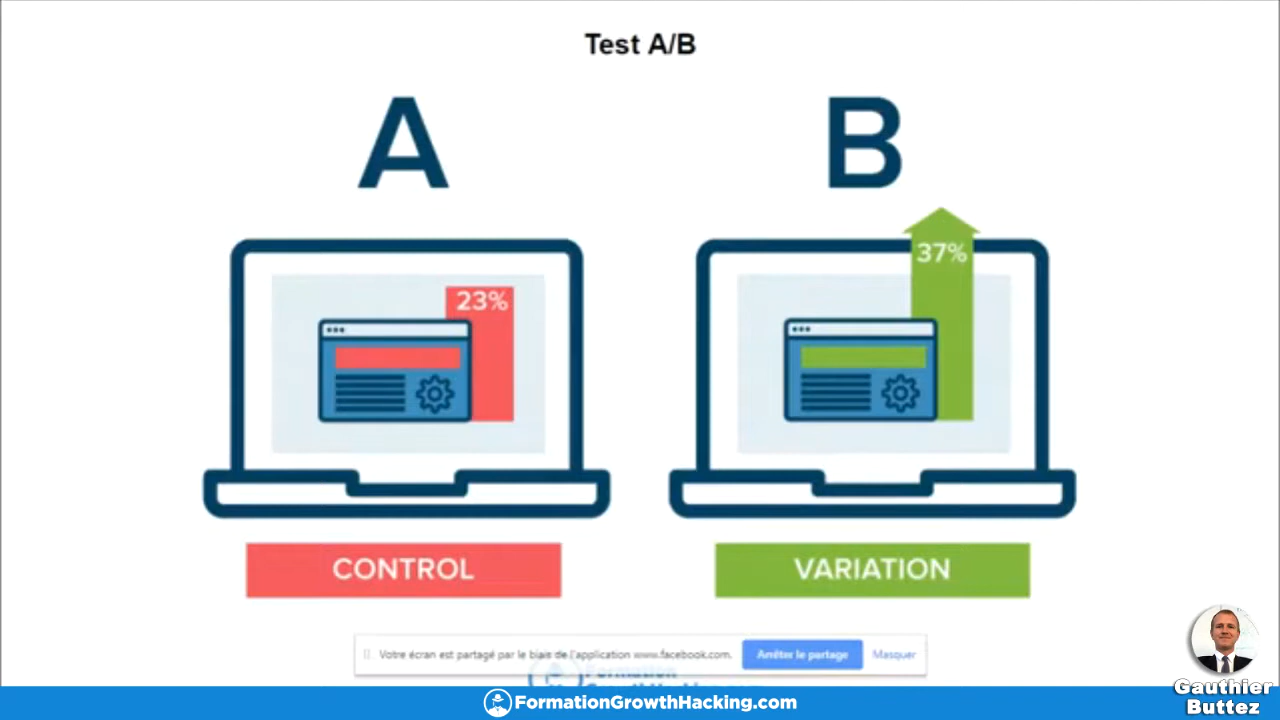 Test A/B
A
B
37%
23%
CONTROL
VARIATION
Votre écran est partagé par le biais de l'application www.facebook.com.
Arrêter le partage
Masquer
Formation
FormationGrowthHacking.com
Gauthier
Buttez